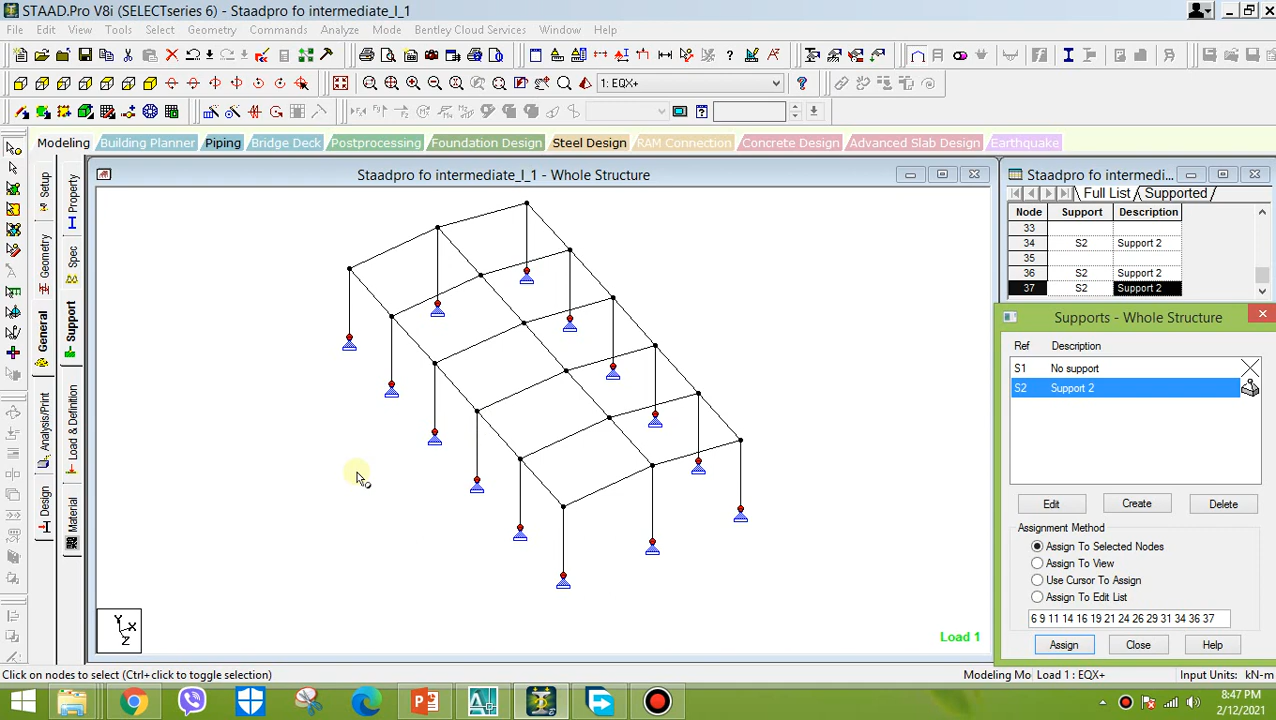 STAAD.Pro V8i (SELECTseries 6) - Staadpro fo intermediate_I_1
File Edit View Tools Select Geometry Commands Analyze Mode Bentley Cloud Services Window Help
1: EQX+
Modeling Building Planner Piping Bridge Deck Postprocessing Foundation Design Steel Design RAM Connection Concrete Design Advanced Slab Design Earthquake
Staadpro fo intermediate_I_1 - Whole Structure
Staadpro fo intermedi...
Full List Supported
Node Support Description
33
34 S2 Support 2
35
36 S2 Support 2
37 S2 Support 2
Setup
Geometry
General
Analysis/Print
Design
Property
Spec
Support
Load & Definition
Material
Supports - Whole Structure
Ref Description
S1 No support
S2 Support 2
Edit Create Delete
Assignment Method
Assign To Selected Nodes
Assign To View
Use Cursor To Assign
Assign To Edit List
6 9 11 14 16 19 21 24 26 29 31 34 36 37
Assign Close Help
Y
X
Z
Load 1
Click on nodes to select (Ctrl+click to toggle selection)
Modeling Mo Load 1 : EQX+ Input Units: kN-m
8:47 PM
2/12/2021